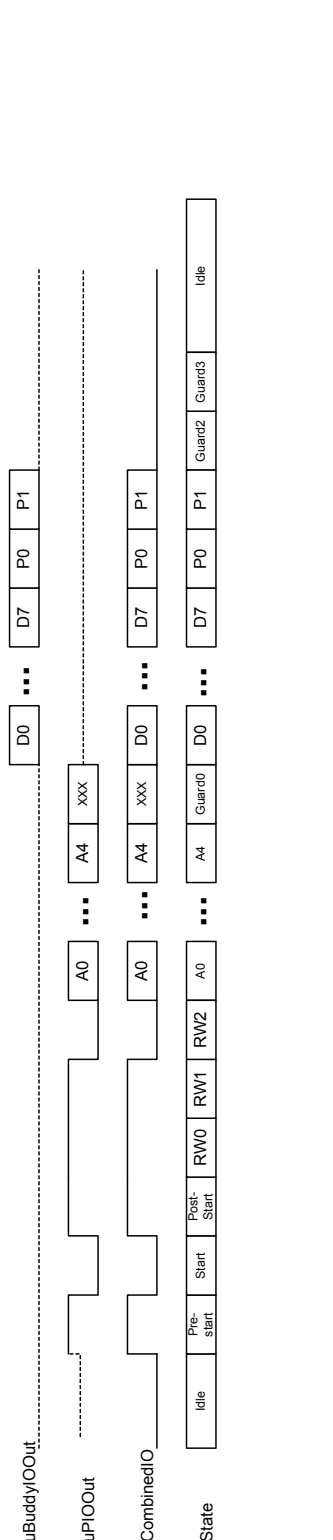 uBuddyIOOut D0 ... D7 P0 P1
uPIOOut A0 ... A4 XXX
CombinedIO A0 ... A4 XXX D0 ... D7 P0 P1
State Idle Pre-
start Start Post-
Start RW0 RW1 RW2 A0 ... A4 Guard0 D0 ... D7 P0 P1 Guard2 Guard3 Idle